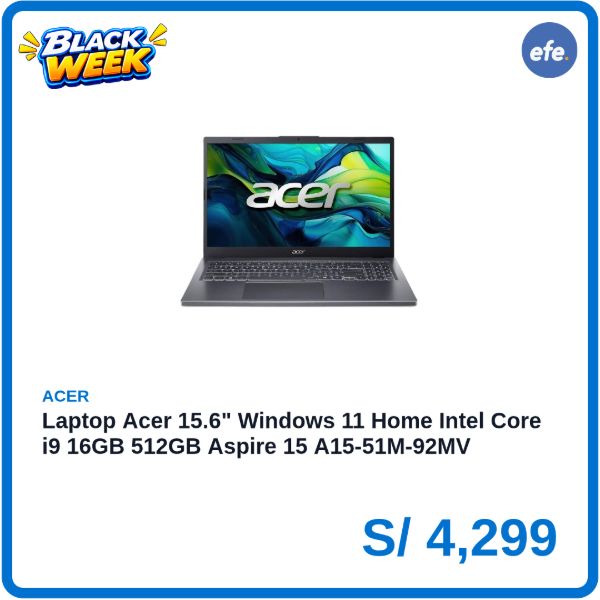 BLACK
WEEK
efe.
acer
acer
ACER
Laptop Acer 15.6" Windows 11 Home Intel Core
i9 16GB 512GB Aspire 15 A15-51M-92MV
S/ 4,299